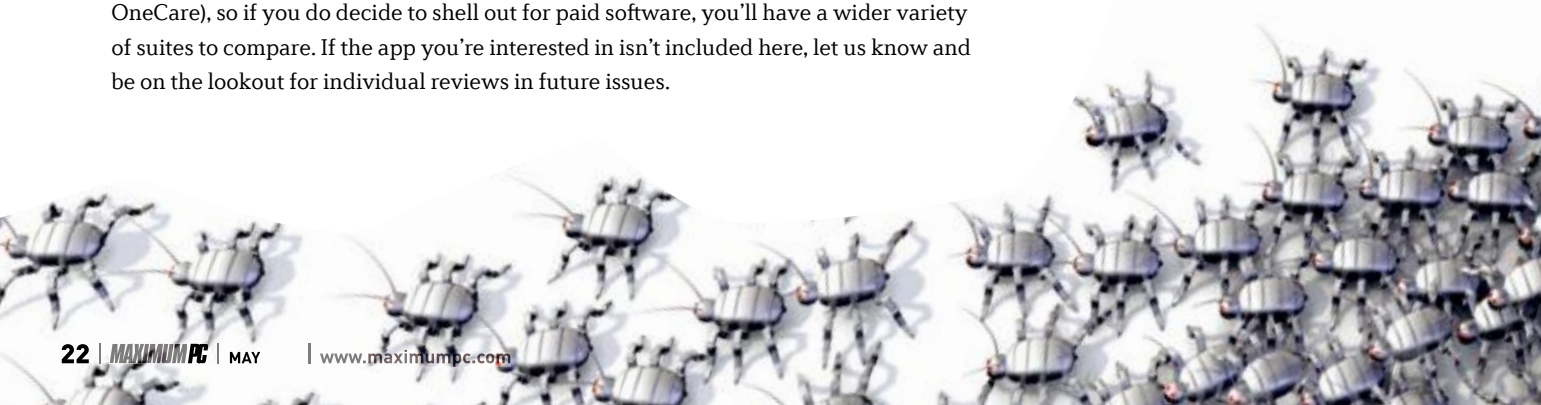 OneCare), so if you do decide to shell out for paid software, you’ll have a wider variety
of suites to compare. If the app you’re interested in isn’t included here, let us know and
be on the lookout for individual reviews in future issues.
22 | MAXIMUMPC | MAY | www.maximumpc.com